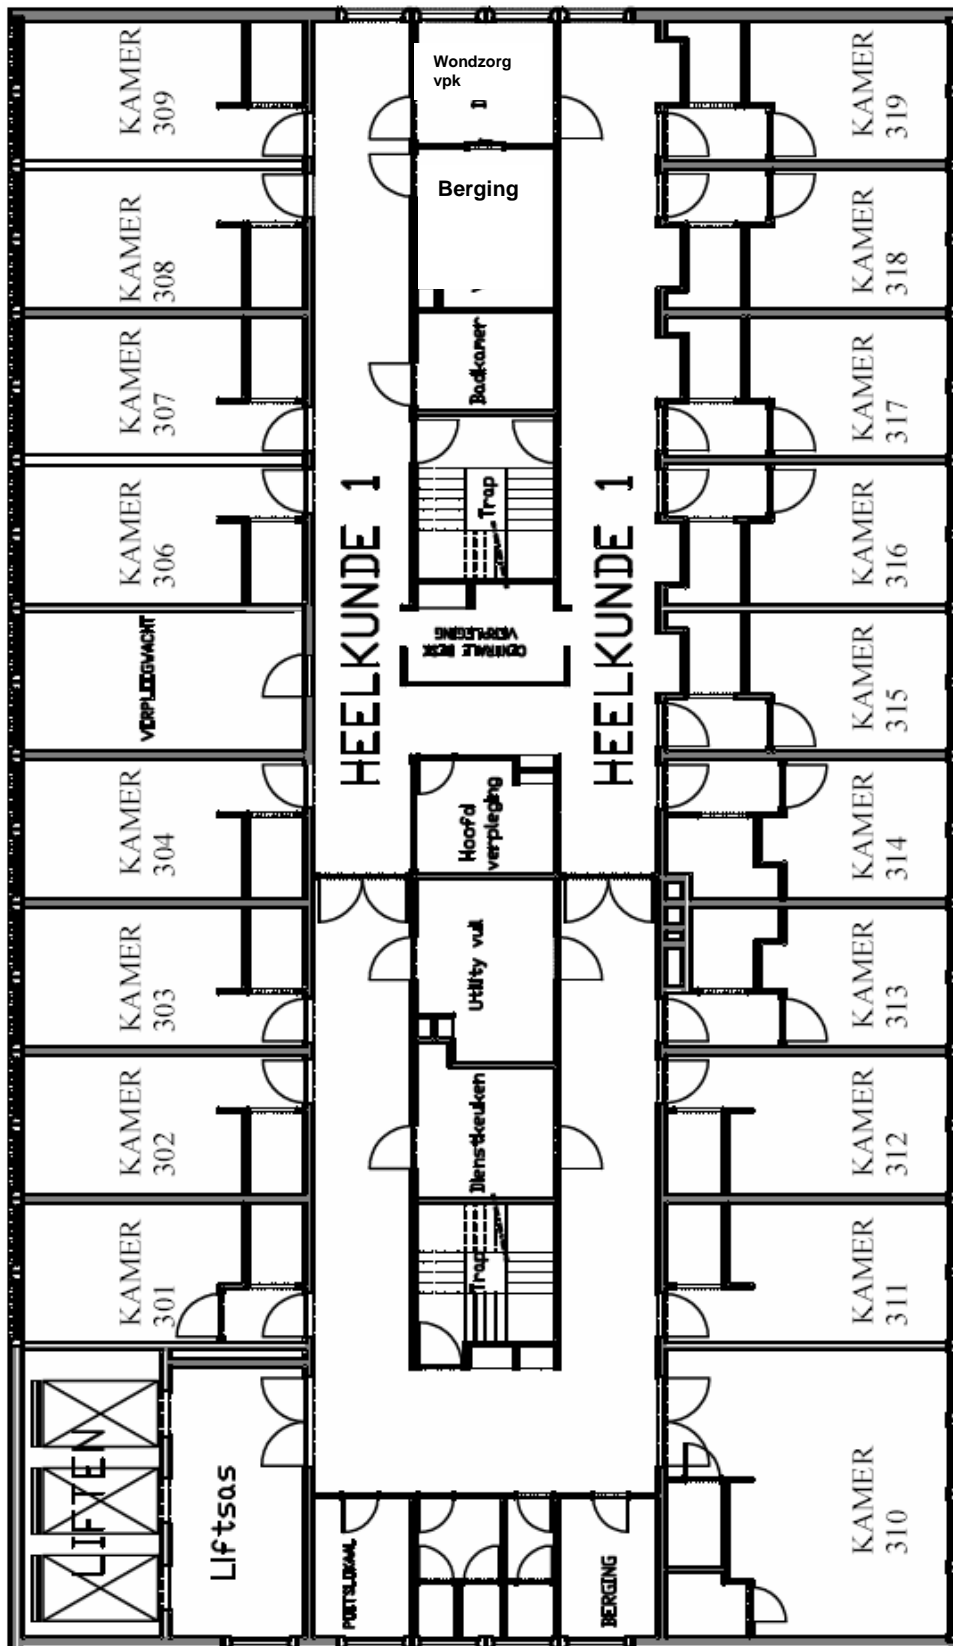 Wondzorg
vpk
Berging
KAMER
309
KAMER
308
KAMER
307
KAMER
306
VERPLEEGWACHT
KAMER
304
KAMER
303
KAMER
302
KAMER
301
LIFTEN
Liftsas
HEELKUNDE 1
Badkamer
Trap
CENTRALE DESK
VERPLEGING
Hoofd
verpleging
Utility vuil
Dienstkeuken
Trap
POETSLOKAAL
BERGING
HEELKUNDE 1
KAMER
319
KAMER
318
KAMER
317
KAMER
316
KAMER
315
KAMER
314
KAMER
313
KAMER
312
KAMER
311
KAMER
310